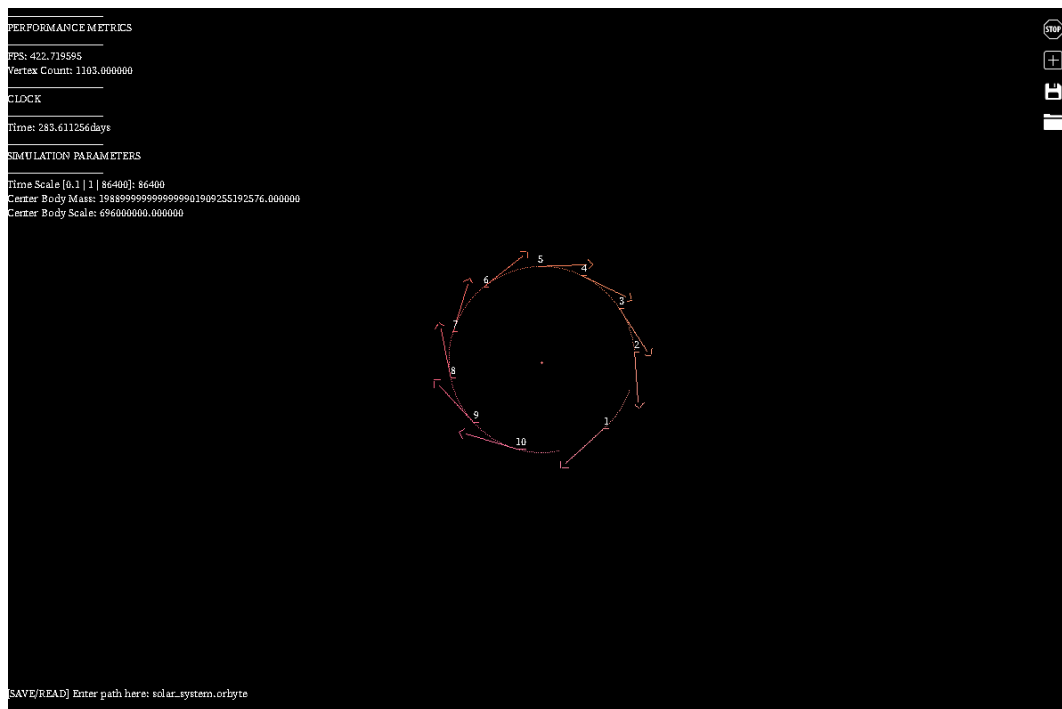 PERFORMANCE METRICS
FPS: 422.719595
Vertex Count: 1103.000000
CLOCK
Time: 283.611256days
SIMULATION PARAMETERS
Time Scale [0.1 | 1 | 86400]: 86400
Center Body Mass: 1988999999999999901909255192576.000000
Center Body Scale: 696000000.000000
STOP
5
4
6
3
7
2
8
9
1
10
[SAVE/READ] Enter path here: solar_system.orbyte